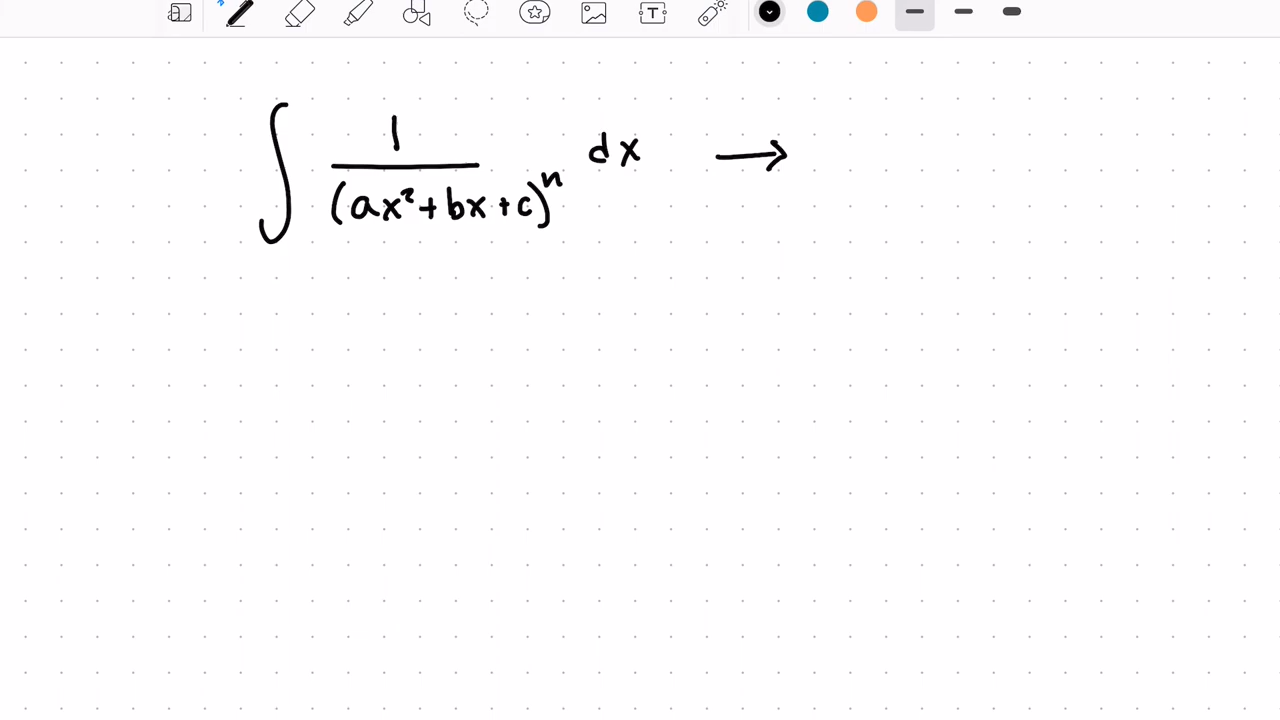 ∫ 1/(ax²+bx+c)ⁿ dx →